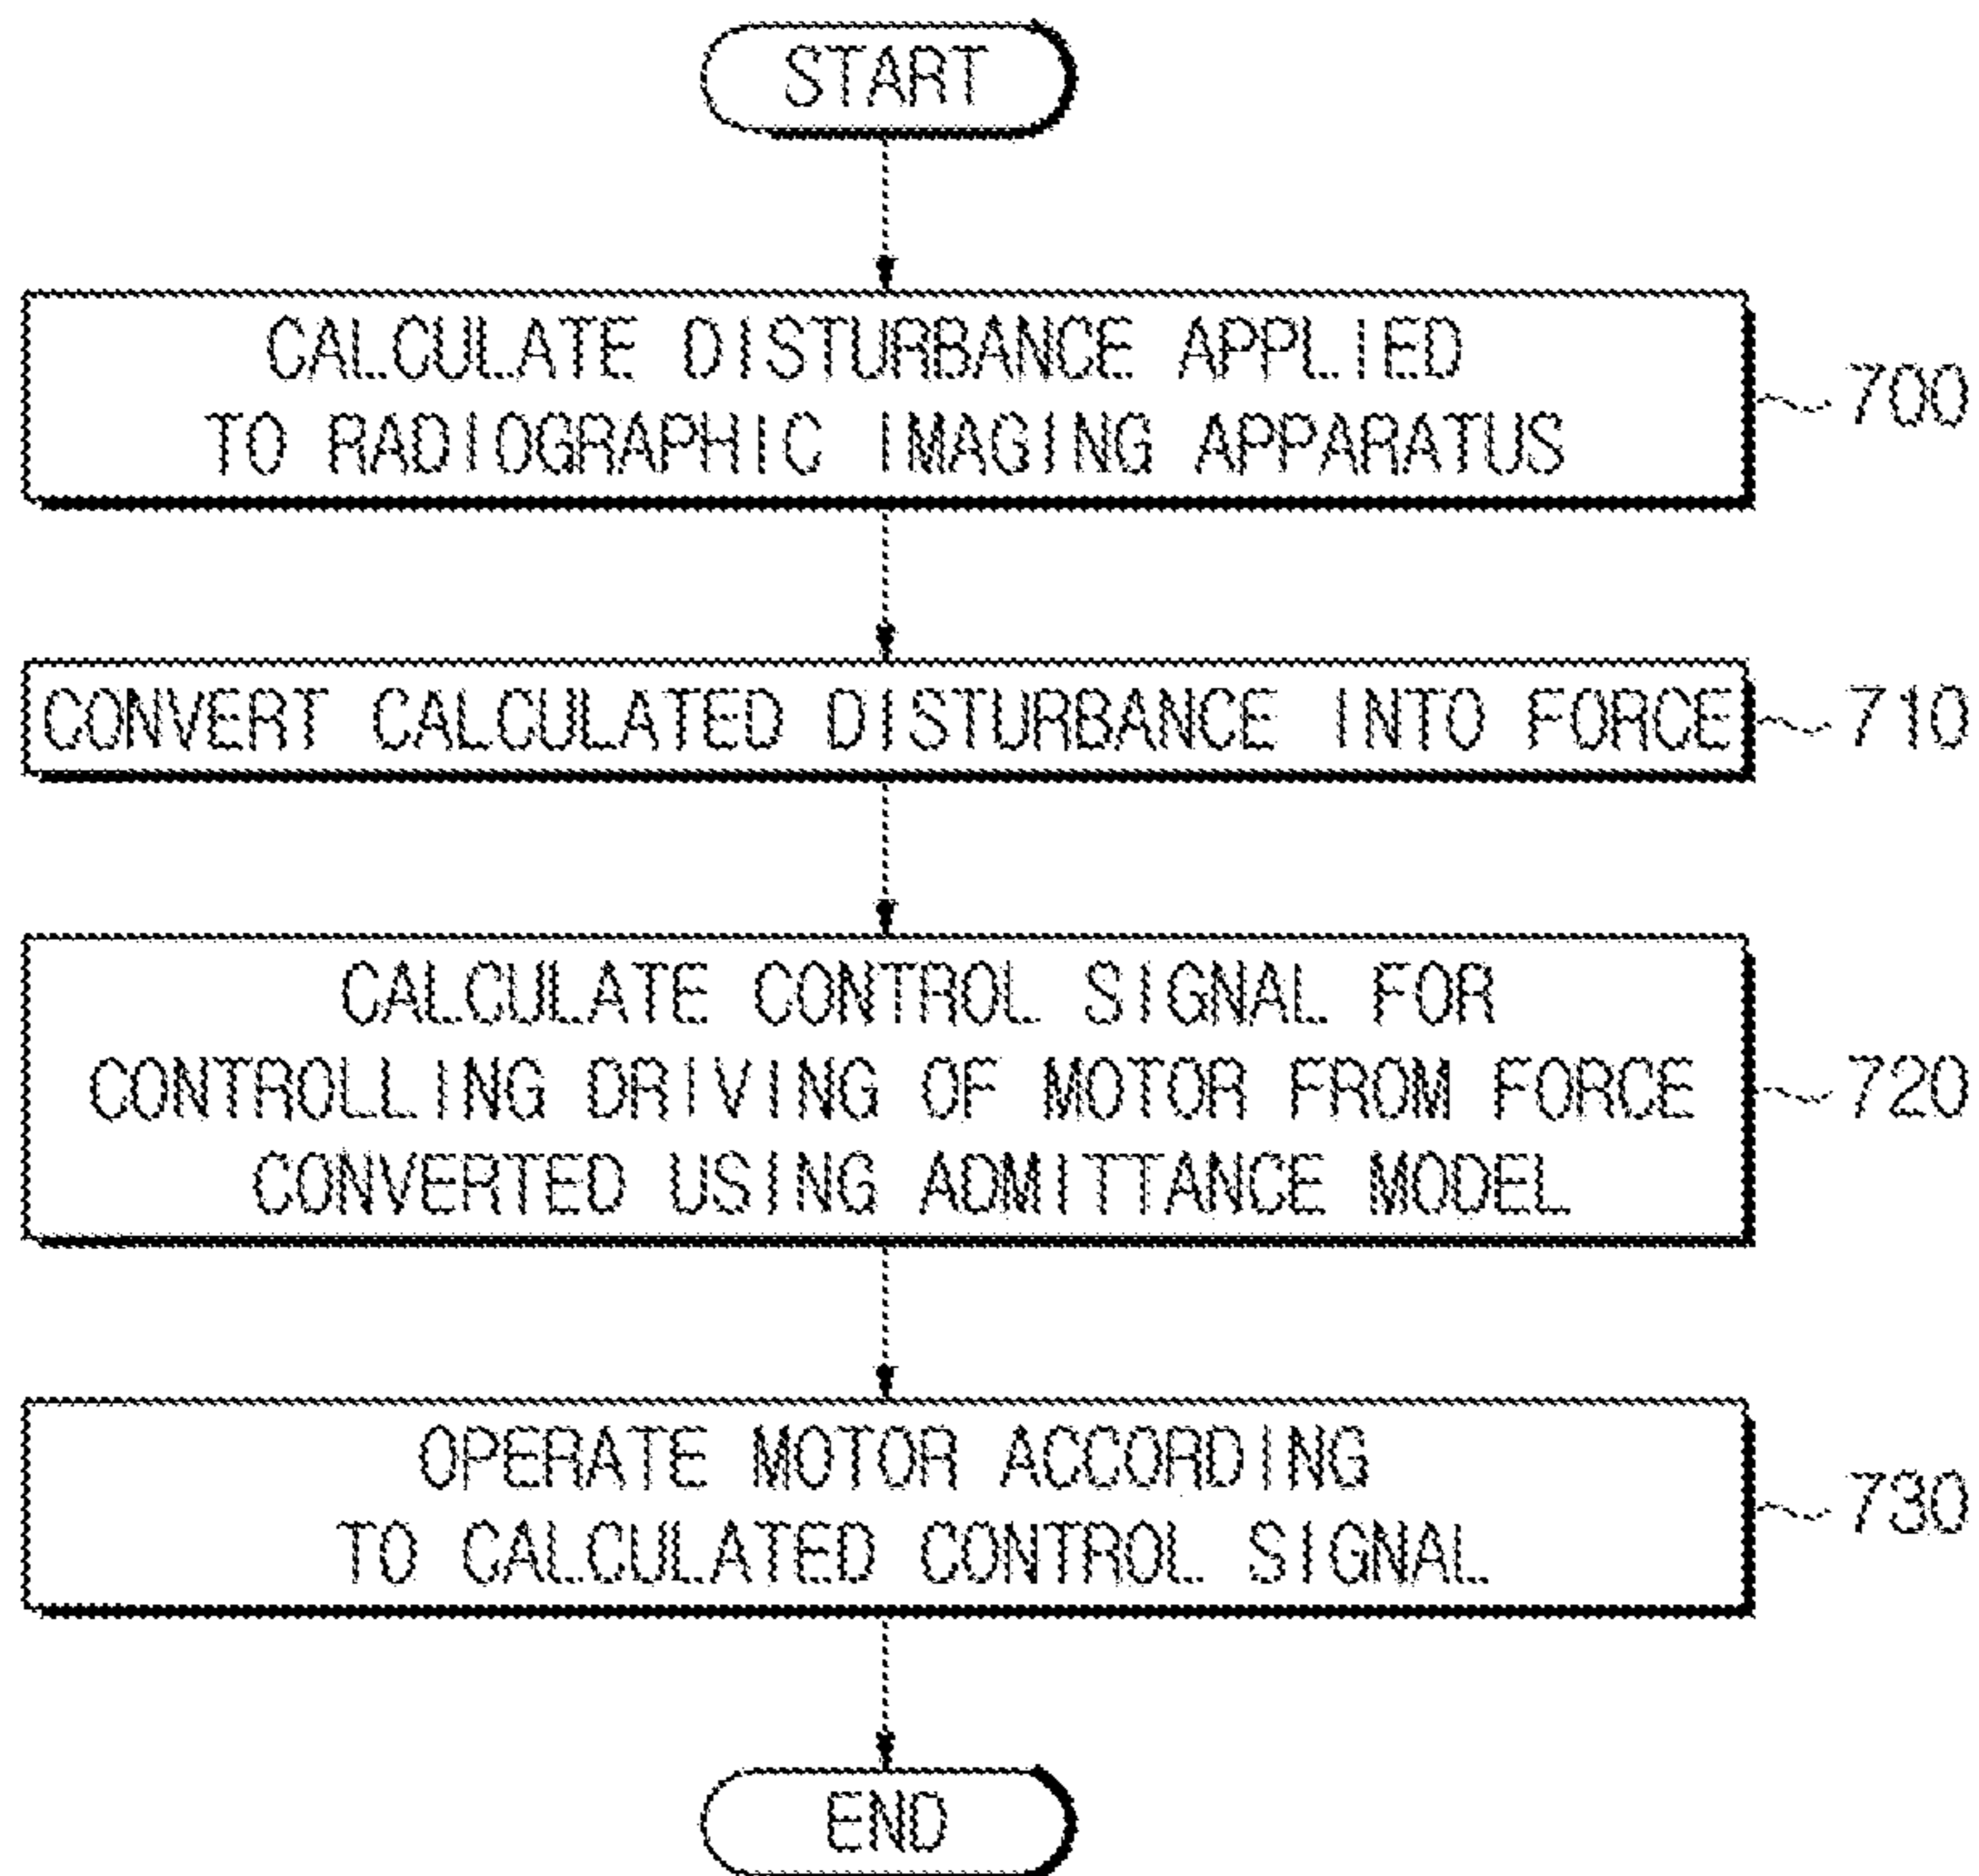 START
CALCULATE DISTURBANCE APPLIED
TO RADIOGRAPHIC IMAGING APPARATUS
700
CONVERT CALCULATED DISTURBANCE INTO FORCE
710
CALCULATE CONTROL SIGNAL FOR
CONTROLLING DRIVING OF MOTOR FROM FORCE
CONVERTED USING ADMITTANCE MODEL
720
OPERATE MOTOR ACCORDING
TO CALCULATED CONTROL SIGNAL
730
END